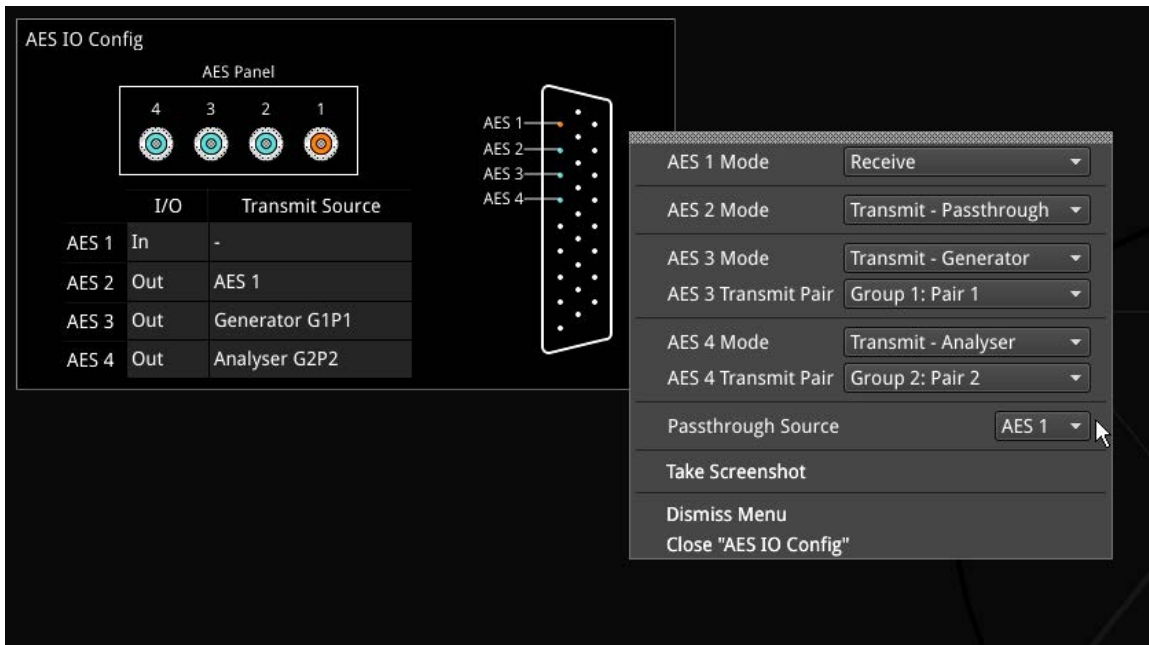 AES IO Config
AES Panel
4 3 2 1
I/O Transmit Source
AES 1 In -
AES 2 Out AES 1
AES 3 Out Generator G1P1
AES 4 Out Analyser G2P2
AES 1
AES 2
AES 3
AES 4
AES 1 Mode Receive
AES 2 Mode Transmit - Passthrough
AES 3 Mode Transmit - Generator
AES 3 Transmit Pair Group 1: Pair 1
AES 4 Mode Transmit - Analyser
AES 4 Transmit Pair Group 2: Pair 2
Passthrough Source AES 1
Take Screenshot
Dismiss Menu
Close "AES IO Config"